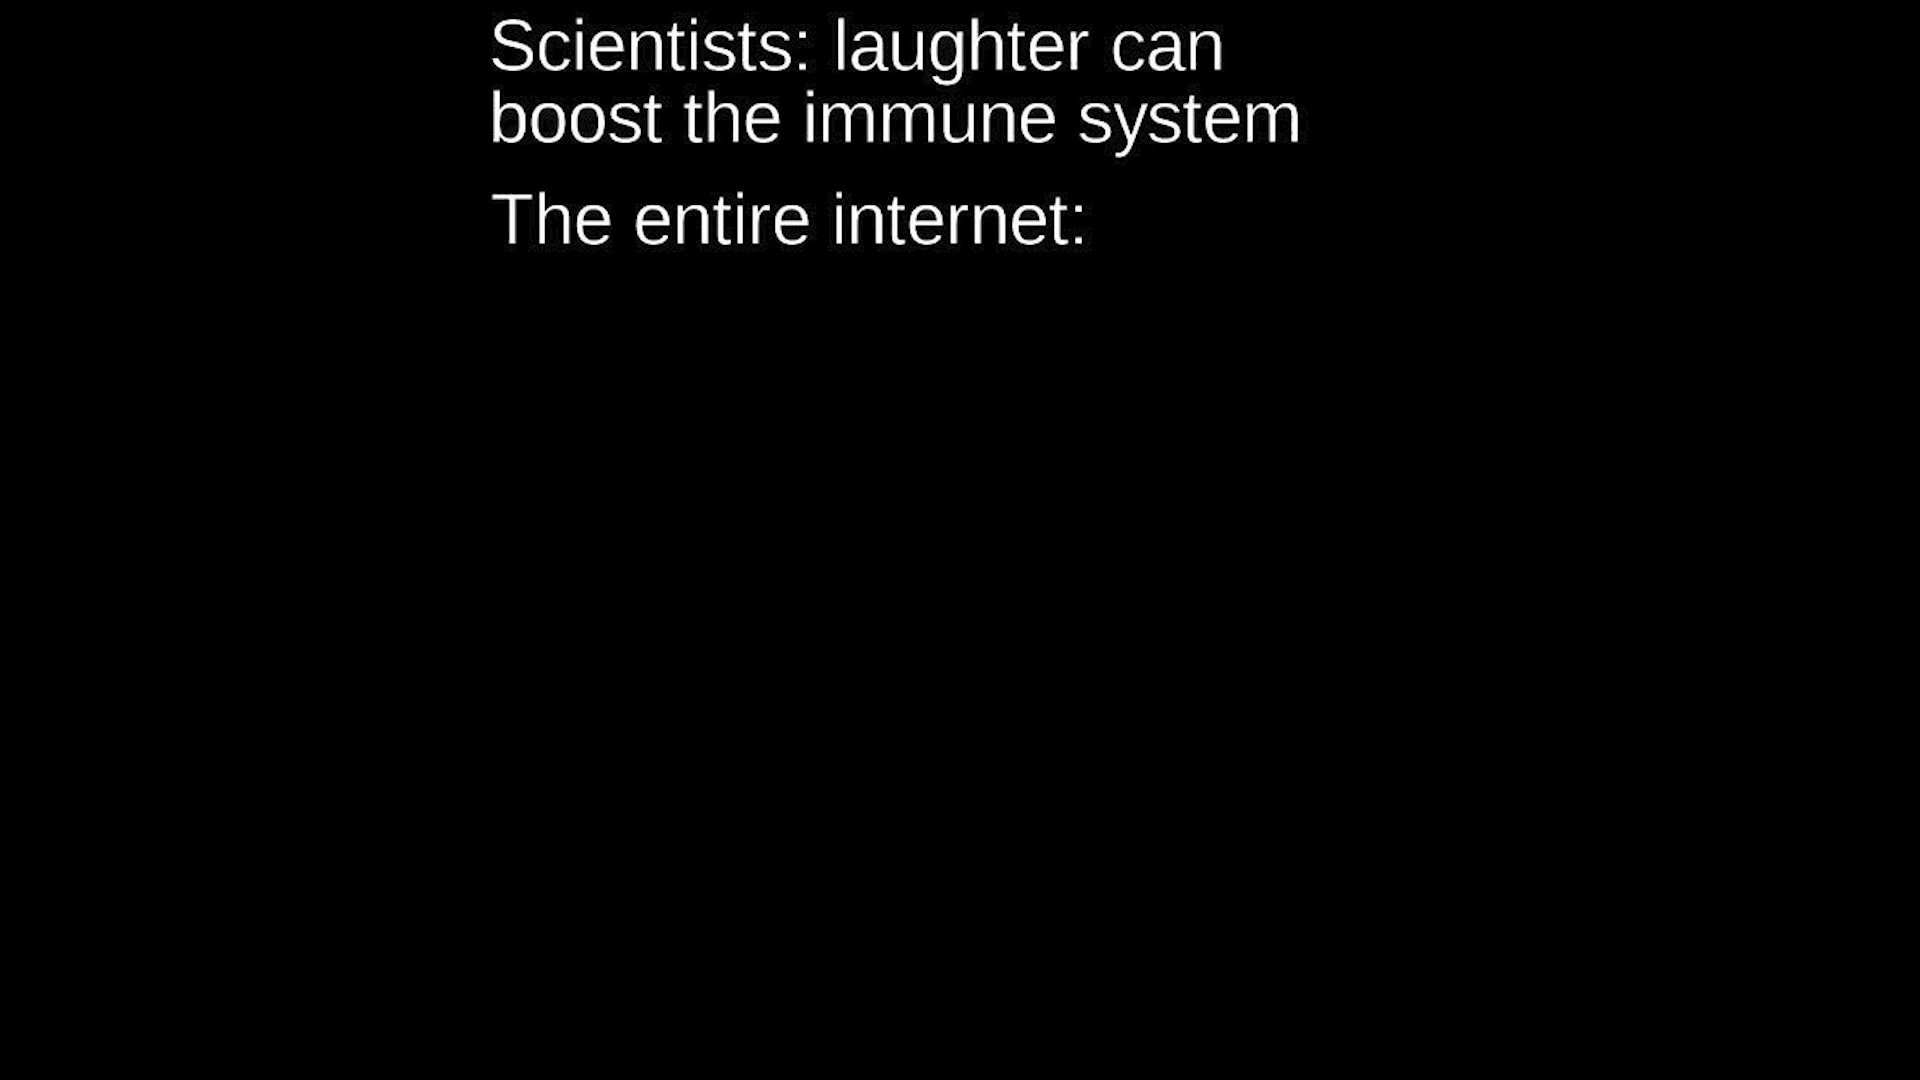 Scientists: laughter can
boost the immune system
The entire internet: